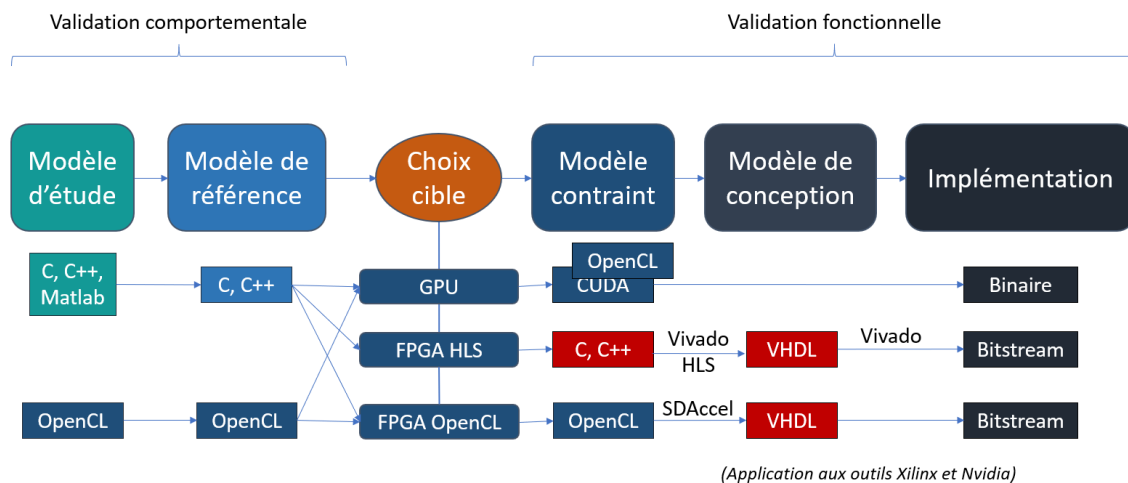 Validation comportementale
Validation fonctionnelle
Modèle
d'étude
Modèle de
référence
Choix
cible
Modèle
contraint
Modèle de
conception
Implémentation
C, C++,
Matlab
C, C++
GPU
OpenCL
CUDA
Binaire
FPGA HLS
C, C++
Vivado
HLS
VHDL
Vivado
Bitstream
OpenCL
OpenCL
FPGA OpenCL
OpenCL
SDAccel
VHDL
Bitstream
(Application aux outils Xilinx et Nvidia)